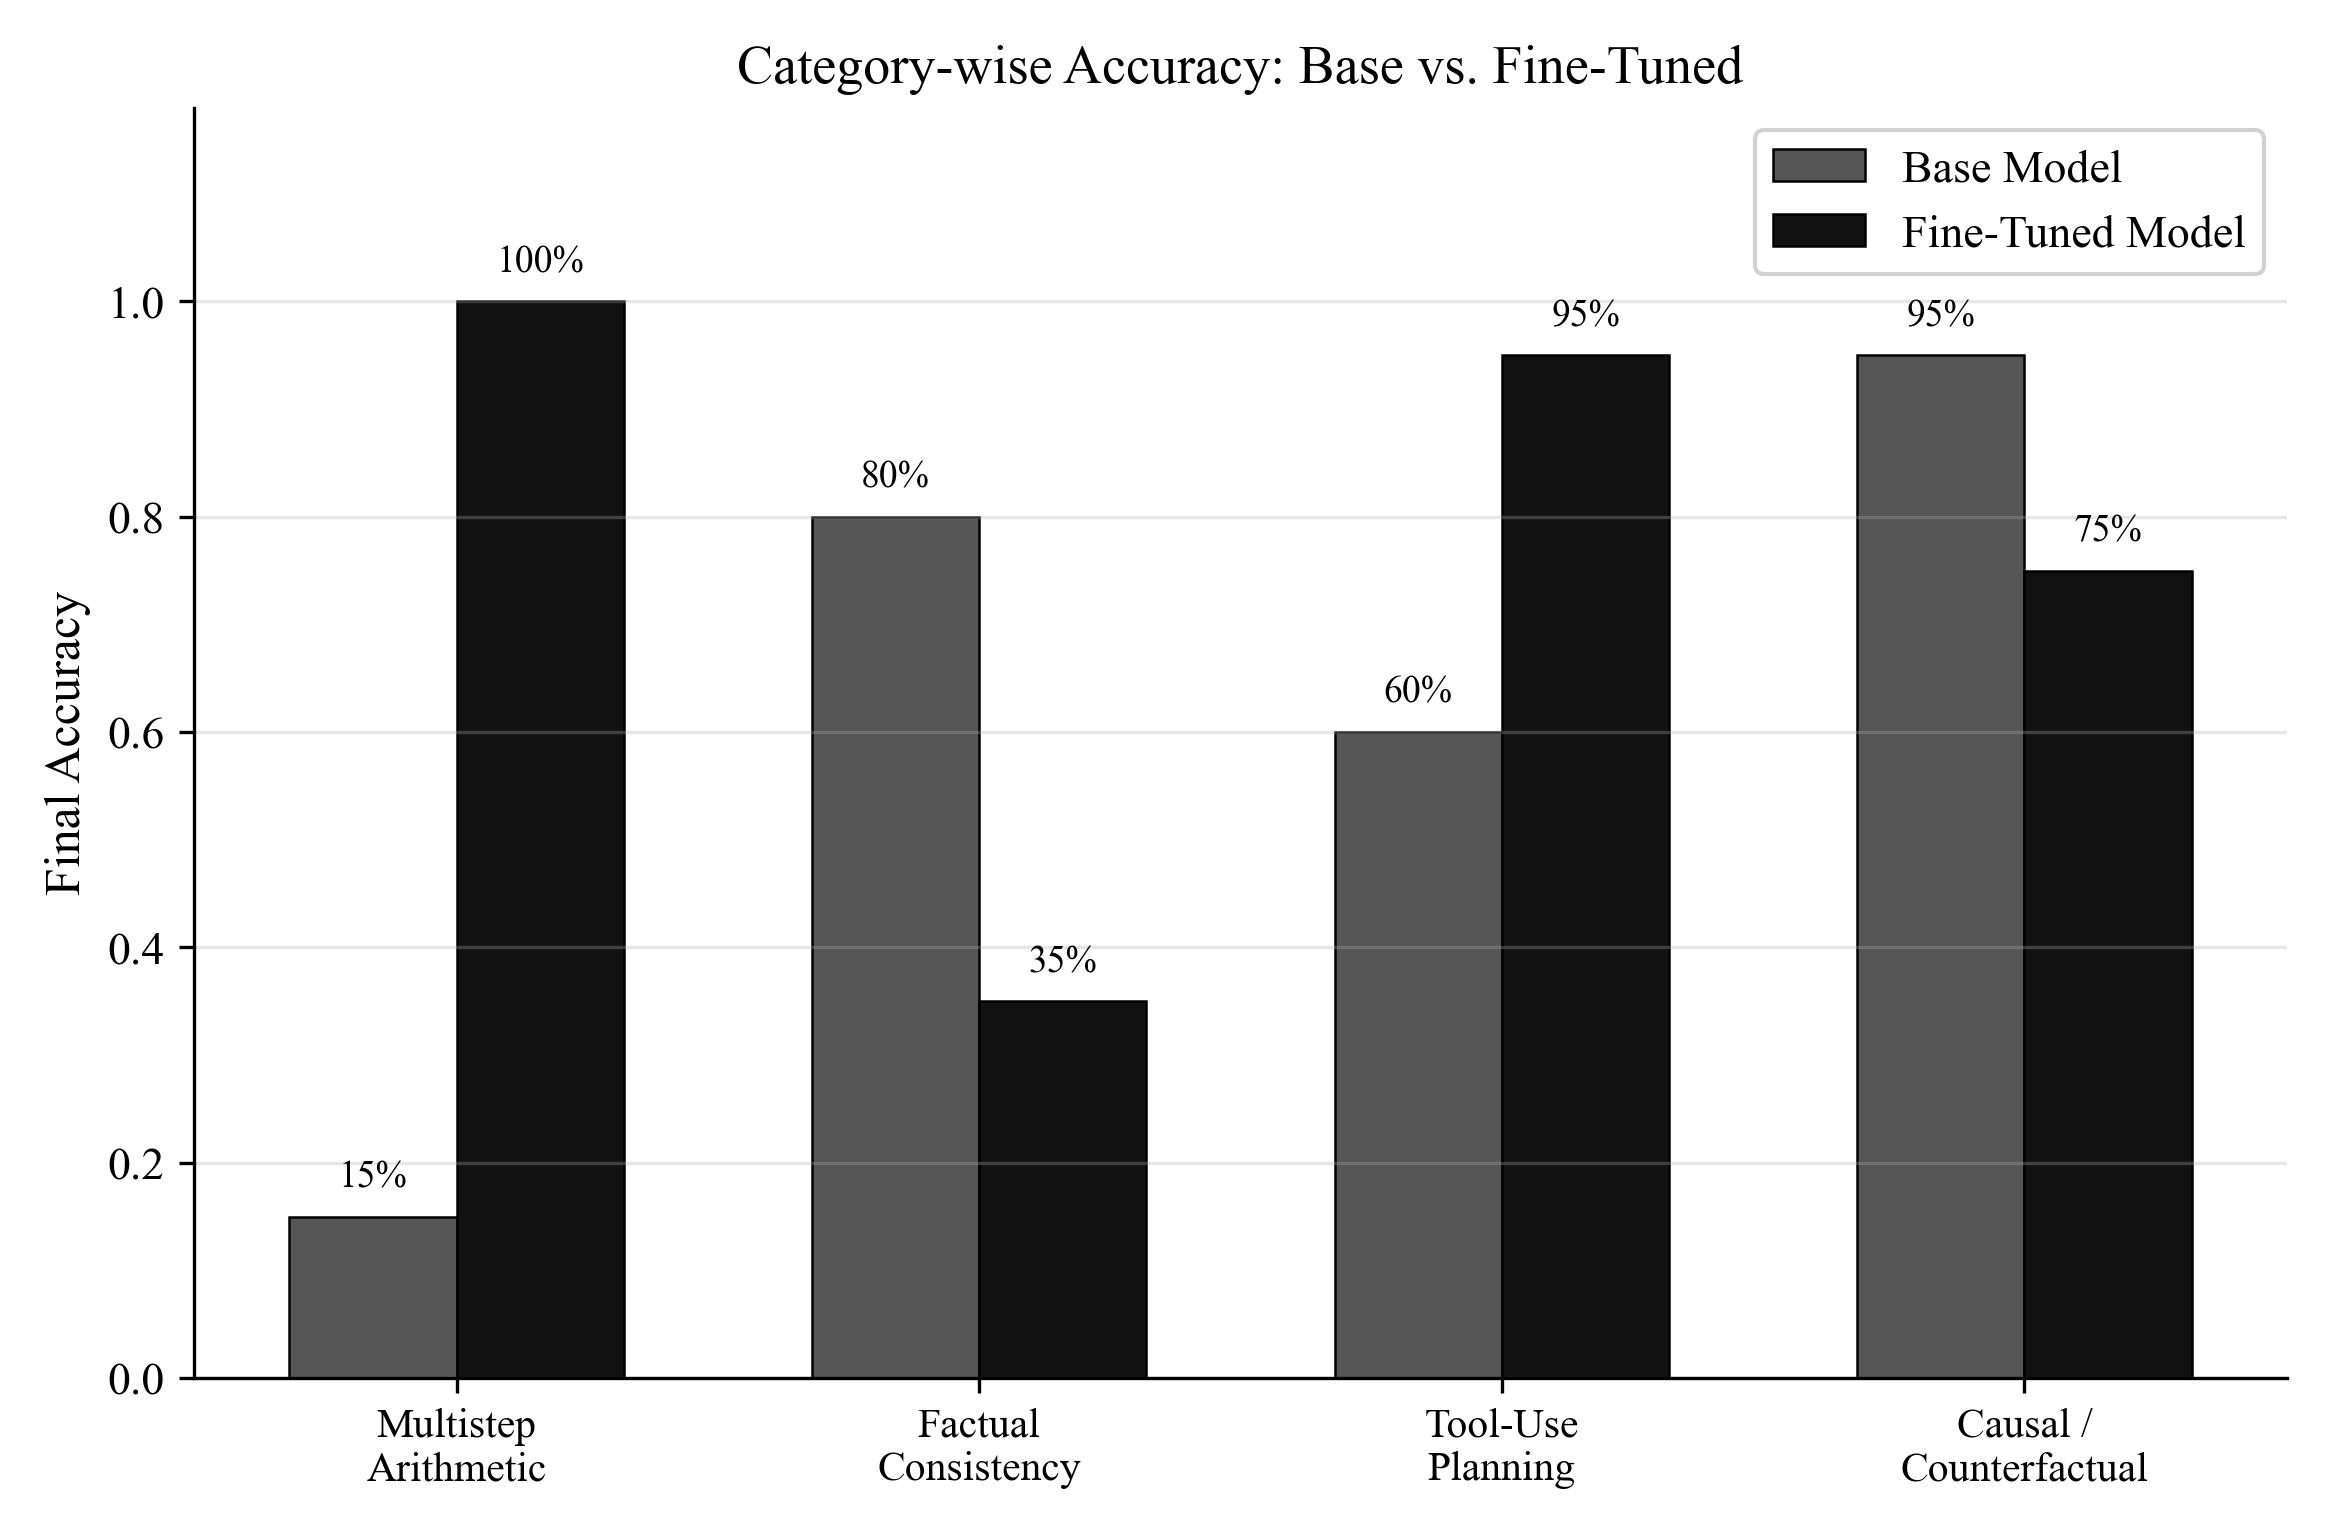 Category-wise Accuracy: Base vs. Fine-Tuned
Base Model
Fine-Tuned Model
Final Accuracy
1.0
0.8
0.6
0.4
0.2
0.0
15%
100%
80%
35%
60%
95%
95%
75%
Multistep
Arithmetic
Factual
Consistency
Tool-Use
Planning
Causal /
Counterfactual